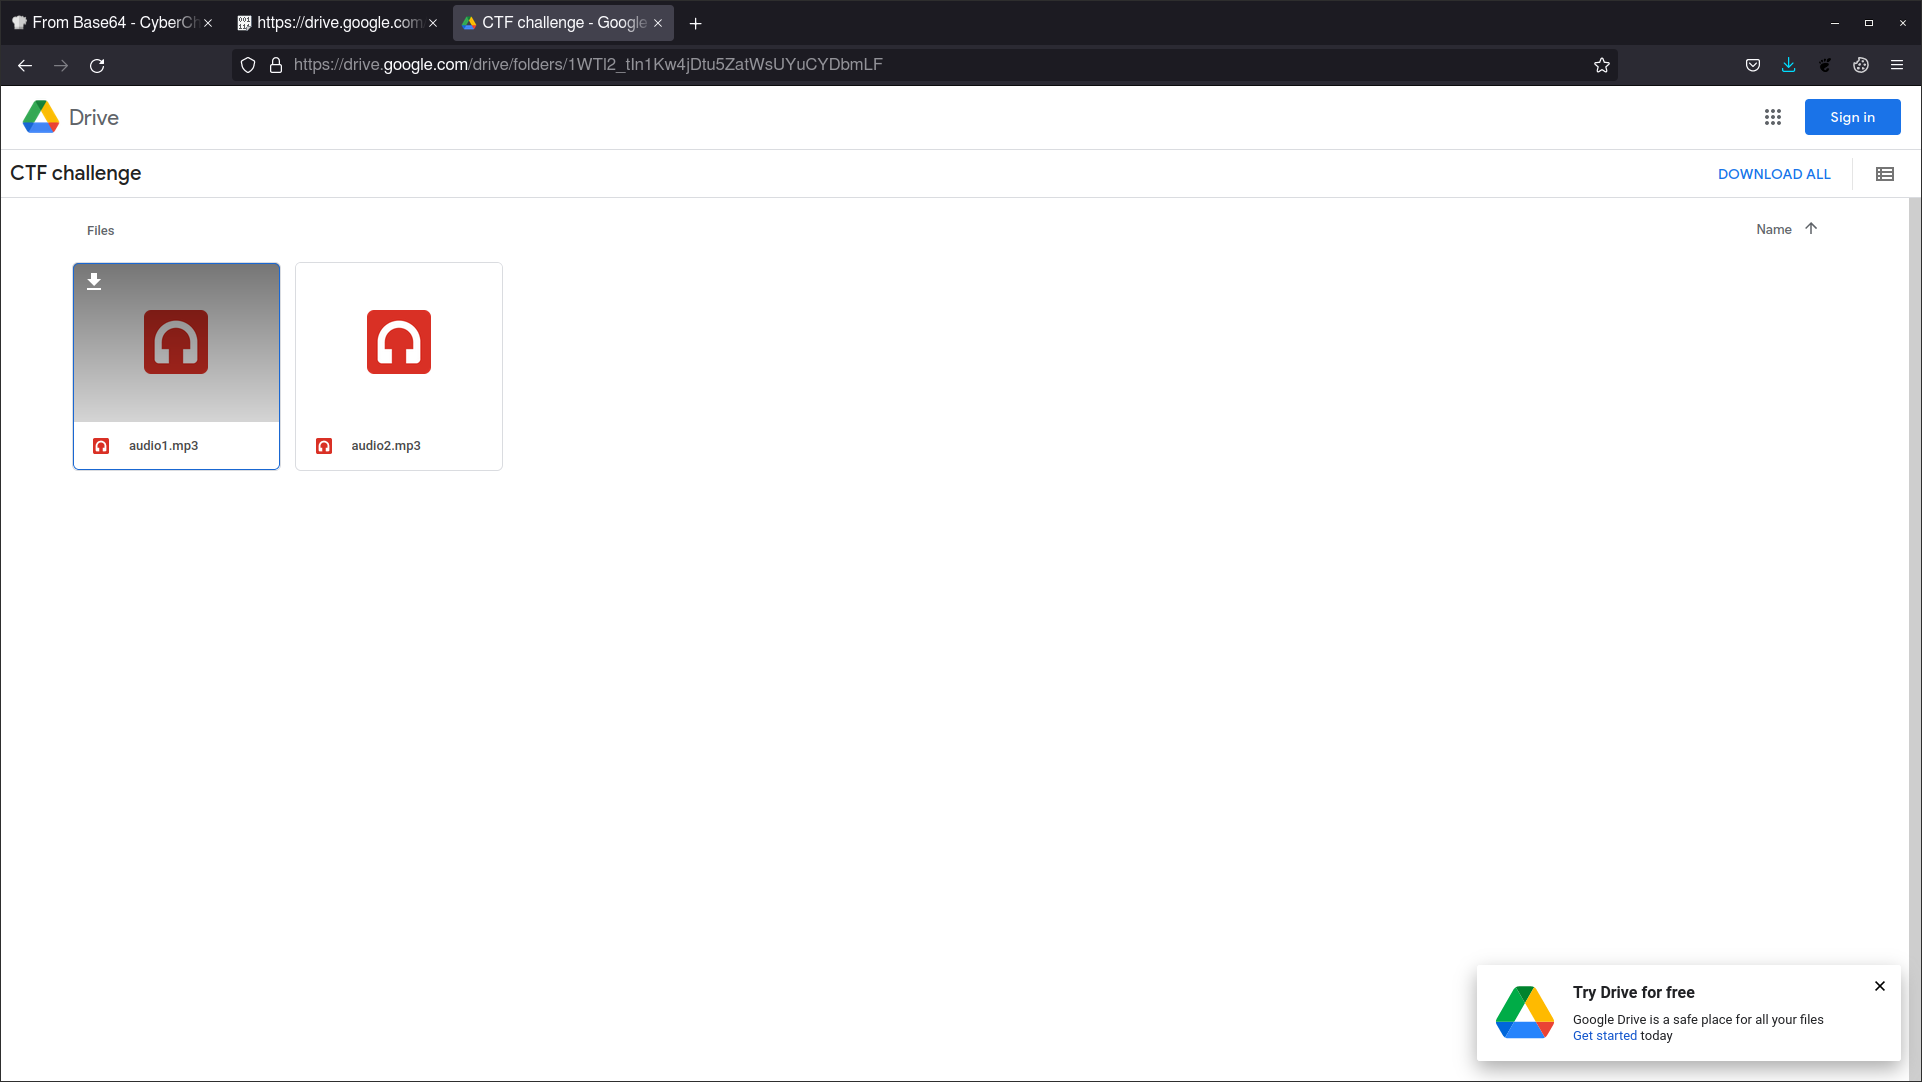 From Base64 - CyberCh
https://drive.google.com
CTF challenge - Google
https://drive.google.com/drive/folders/1WTl2_tIn1Kw4jDtu5ZatWsUYuCYDbmLF
Drive
Sign in
CTF challenge
DOWNLOAD ALL
Files
Name
audio1.mp3
audio2.mp3
Try Drive for free
Google Drive is a safe place for all your files
Get started today